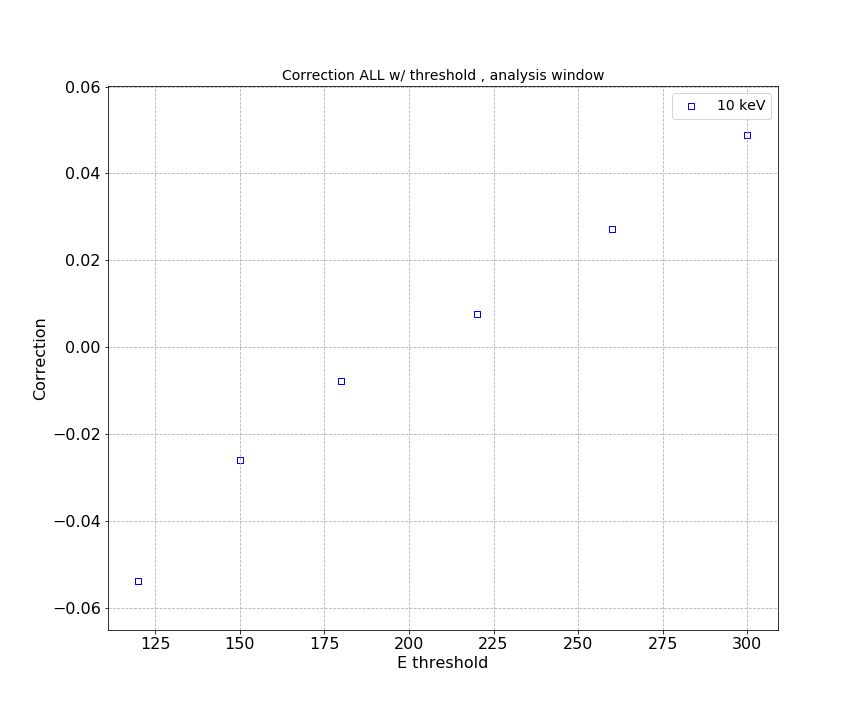 Correction ALL w/ threshold , analysis window
10 keV
0.06
0.04
0.02
0.00
−0.02
−0.04
−0.06
Correction
125 150 175 200 225 250 275 300
E threshold